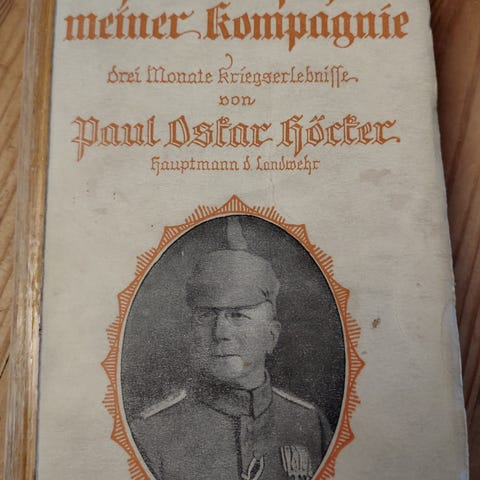 meiner Kompagnie
drei Monate Kriegserlebnisse
von
Paul Oskar Höcker
Hauptmann d. Landwehr